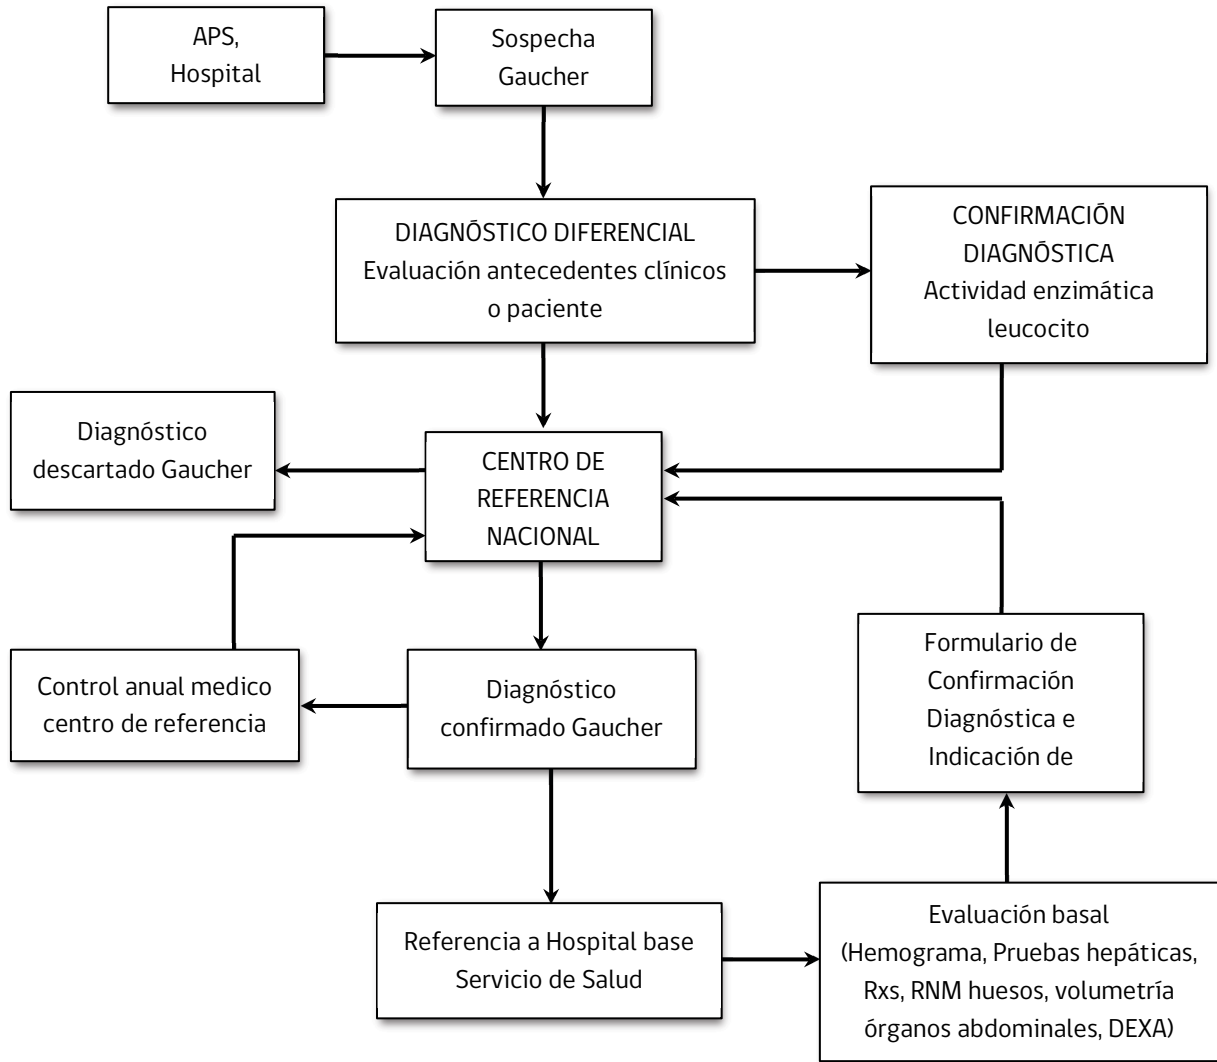 APS,
Hospital
Sospecha
Gaucher
DIAGNÓSTICO DIFERENCIAL
Evaluación antecedentes clínicos
o paciente
CONFIRMACIÓN
DIAGNÓSTICA
Actividad enzimática
leucocito
Diagnóstico
descartado Gaucher
CENTRO DE
REFERENCIA
NACIONAL
Control anual medico
centro de referencia
Diagnóstico
confirmado Gaucher
Formulario de
Confirmación
Diagnóstica e
Indicación de
Referencia a Hospital base
Servicio de Salud
Evaluación basal
(Hemograma, Pruebas hepáticas,
Rxs, RNM huesos, volumetría
órganos abdominales, DEXA)